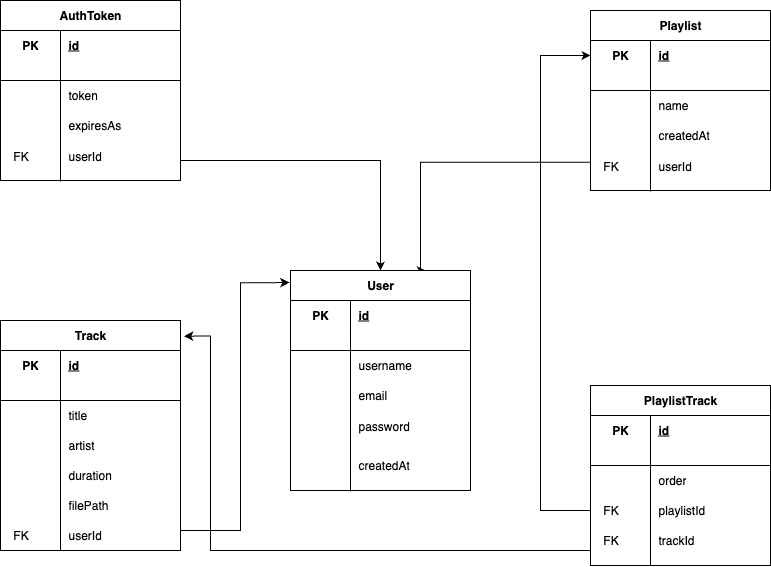 AuthToken
PK id
token
expiresAs
FK userId
Playlist
PK id
name
createdAt
FK userId
User
PK id
username
email
password
createdAt
Track
PK id
title
artist
duration
filePath
FK userId
PlaylistTrack
PK id
order
FK playlistId
FK trackId